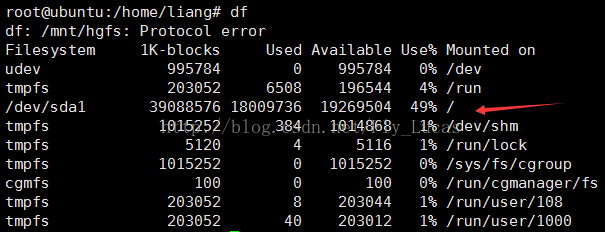 root@ubuntu:/home/liang# df
df: /mnt/hgfs: Protocol error
Filesystem 1K-blocks Used Available Use% Mounted on
udev 995784 0 995784 0% /dev
tmpfs 203052 6508 196544 4% /run
/dev/sda1 39088576 18009736 19269504 49% /
tmpfs 1015252 384 1014868 1% /dev/shm
tmpfs 5120 4 5116 1% /run/lock
tmpfs 1015252 0 1015252 0% /sys/fs/cgroup
cgmfs 100 0 100 0% /run/cgmanager/fs
tmpfs 203052 8 203044 1% /run/user/108
tmpfs 203052 40 203012 1% /run/user/1000